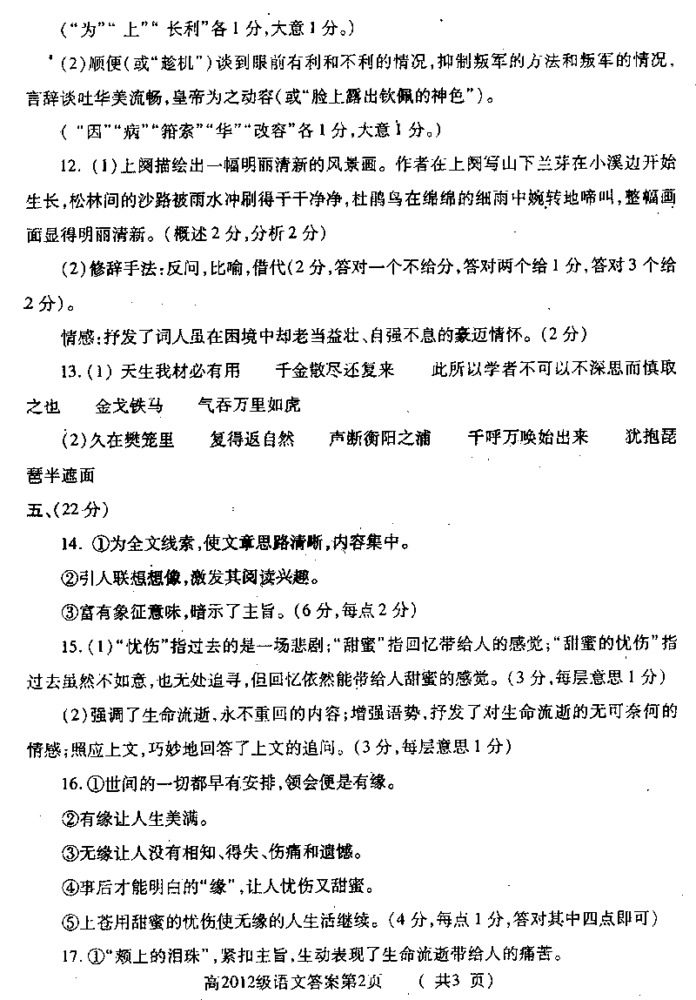 (“为”“上”“长利”各1分,大意1分。)
(2)顺便(或“趁机”)谈到眼前有利和不利的情况,抑制叛军的方法和叛军的情况,
言辞谈吐华美流畅,皇帝为之动容(或“脸上露出钦佩的神色”)。
(“因”“病”“箝索”“华”“改容”各1分,大意1分。)
12. (1)上阕描绘出一幅明丽清新的风景画。作者在上阕写山下兰芽在小溪边开始
生长,松林间的沙路被雨水冲刷得干干净净,杜鹃鸟在绵绵的细雨中婉转地啼叫,整幅画
面显得明丽清新。(概述2分,分析2分)
(2)修辞手法:反问,比喻,借代(2分,答对一个不给分,答对两个给1分,答对3个给
2分)。
情感:抒发了词人虽在困境中却老当益壮、自强不息的豪迈情怀。(2分)
13.(1) 天生我材必有用  千金散尽还复来  此所以学者不可以不深思而慎取
之也  金戈铁马  气吞万里如虎
(2)久在樊笼里  复得返自然  声断衡阳之浦  千呼万唤始出来  犹抱琵
琶半遮面
五、(22分)
14. ①为全文线索,使文章思路清晰,内容集中。
②引人联想想像,激发其阅读兴趣。
③富有象征意味,暗示了主旨。(6分,每点2分)
15.(1)“忧伤”指过去的是一场悲剧;“甜蜜”指回忆带给人的感觉;“甜蜜的忧伤”指
过去虽然不如意,也无处追寻,但回忆依然能带给人甜蜜的感觉。(3分,每层意思1分)
(2)强调了生命流逝,永不重回的内容;增强语势,抒发了对生命流逝的无可奈何的
情感;照应上文,巧妙地回答了上文的追问。(3分,每层意思1分)
16.①世间的一切都早有安排,领会便是有缘。
②有缘让人生美满。
③无缘让人没有相知、得失、伤痛和遗憾。
④事后才能明白的“缘”,让人忧伤又甜蜜。
⑤上苍用甜蜜的忧伤使无缘的人生活继续。(4分,每点1分,答对其中四点即可)
17.①“颊上的泪珠”,紧扣主旨,生动表现了生命流逝带给人的痛苦。
高2012级语文答案第2页  (共3页)